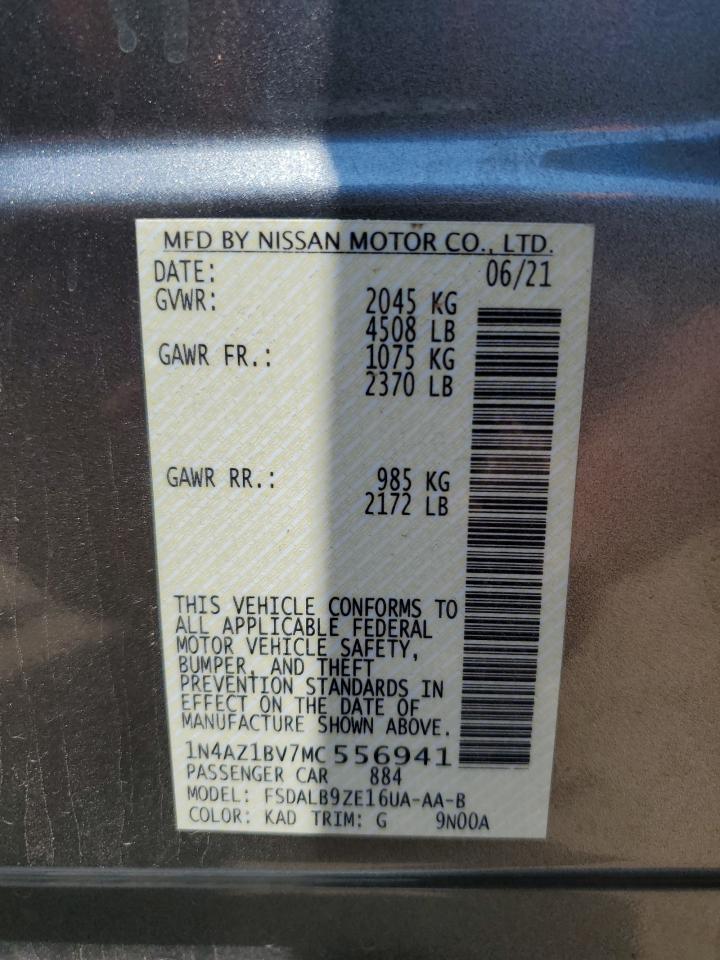 MFD BY NISSAN MOTOR CO., LTD.
DATE: 06/21
GVWR: 2045 KG
4508 LB
GAWR FR.: 1075 KG
2370 LB
GAWR RR.: 985 KG
2172 LB
THIS VEHICLE CONFORMS TO
ALL APPLICABLE FEDERAL
MOTOR VEHICLE SAFETY,
BUMPER, AND THEFT
PREVENTION STANDARDS IN
EFFECT ON THE DATE OF
MANUFACTURE SHOWN ABOVE.
1N4AZ1BV7MC556941
PASSENGER CAR 884
MODEL: FSDALB9ZE16UA-AA-B
COLOR: KAD TRIM: G 9N00A